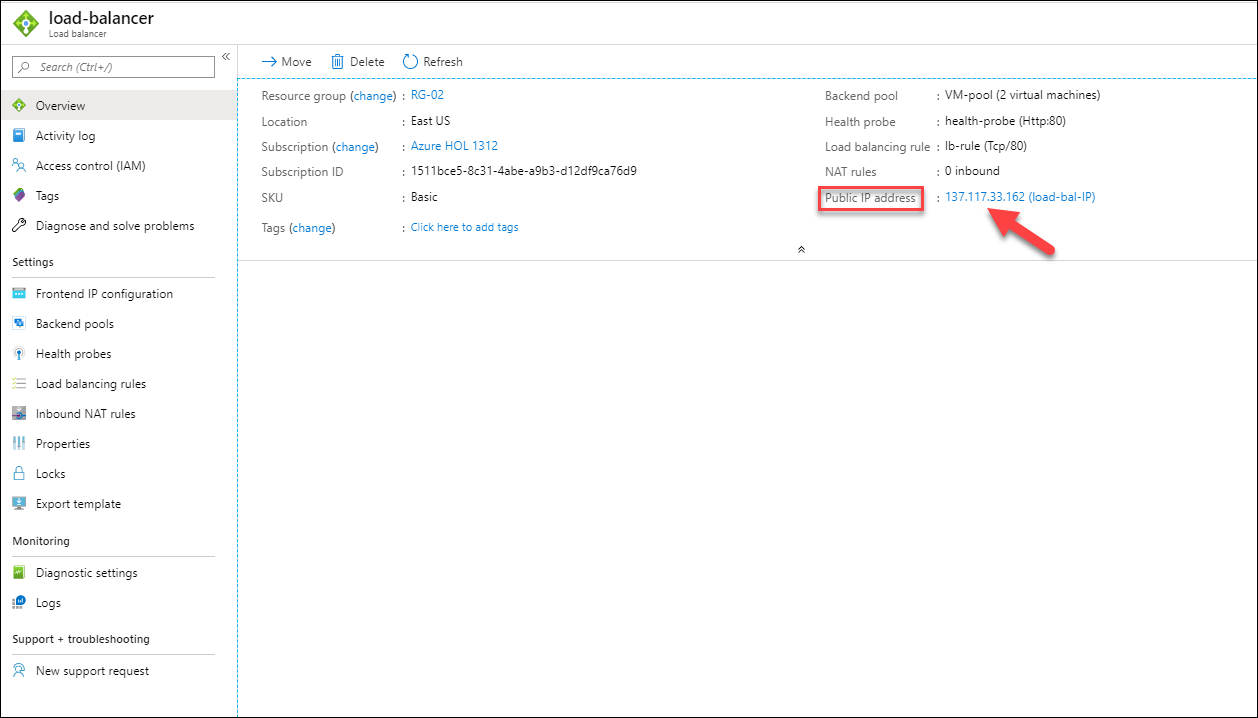 load-balancer
Load balancer
Search (Ctrl+/)
Overview
Activity log
Access control (IAM)
Tags
Diagnose and solve problems
Settings
Frontend IP configuration
Backend pools
Health probes
Load balancing rules
Inbound NAT rules
Properties
Locks
Export template
Monitoring
Diagnostic settings
Logs
Support + troubleshooting
New support request
Move Delete Refresh
Resource group (change) : RG-02
Location : East US
Subscription (change) : Azure HOL 1312
Subscription ID : 1511bce5-8c31-4abe-a9b3-d12df9ca76d9
SKU : Basic
Tags (change) : Click here to add tags
Backend pool : VM-pool (2 virtual machines)
Health probe : health-probe (Http:80)
Load balancing rule : lb-rule (Tcp/80)
NAT rules : 0 inbound
Public IP address : 137.117.33.162 (load-bal-IP)